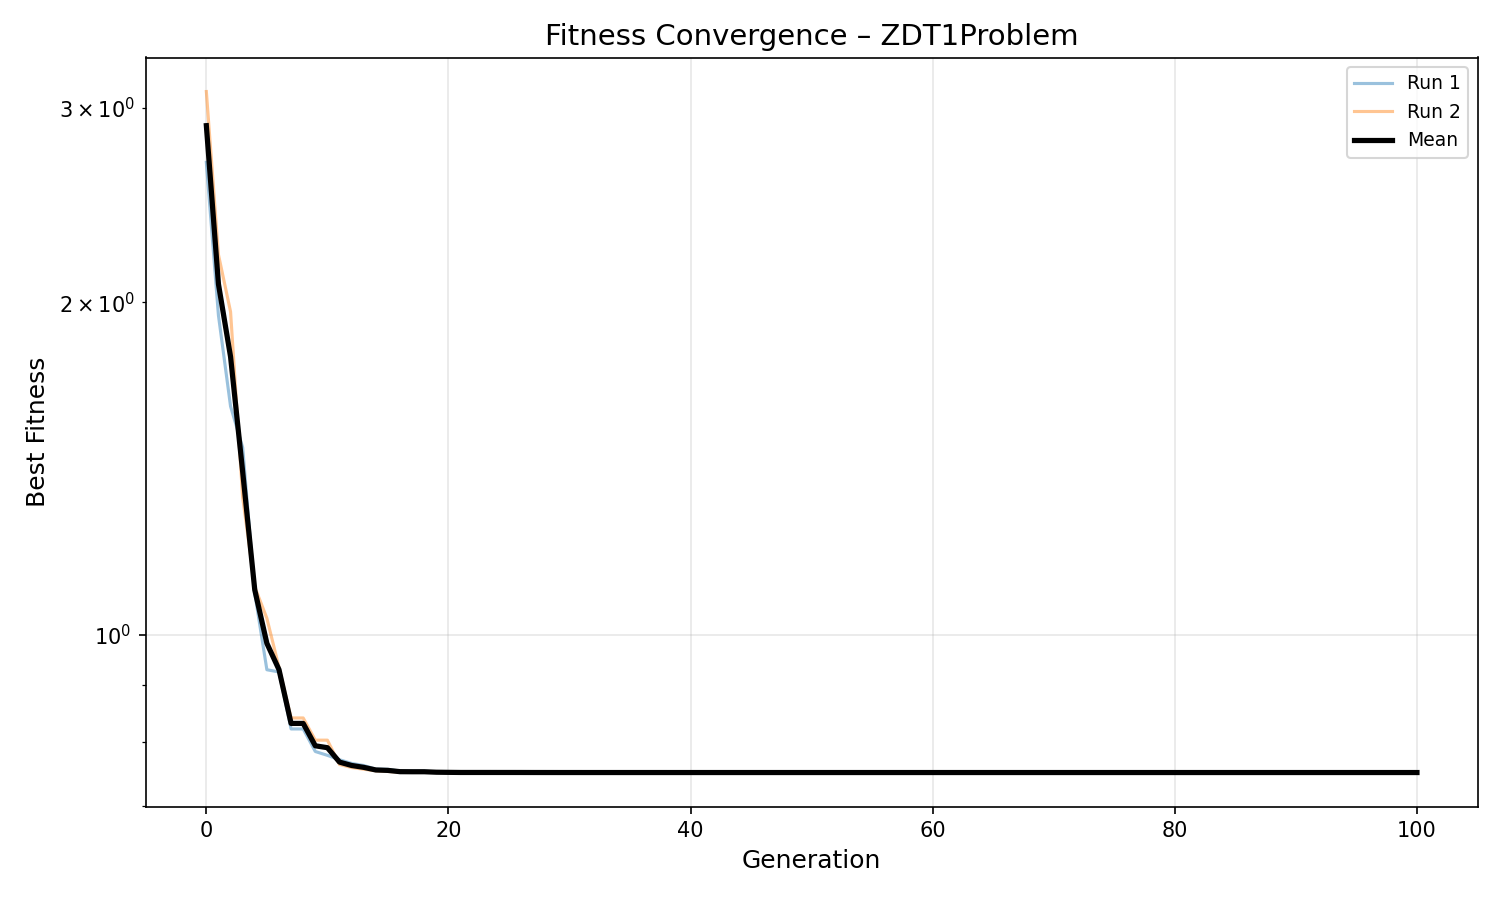 Fitness Convergence – ZDT1Problem
Run 1
Run 2
Mean
3 × 10⁰
2 × 10⁰
10⁰
Best Fitness
0 20 40 60 80 100
Generation